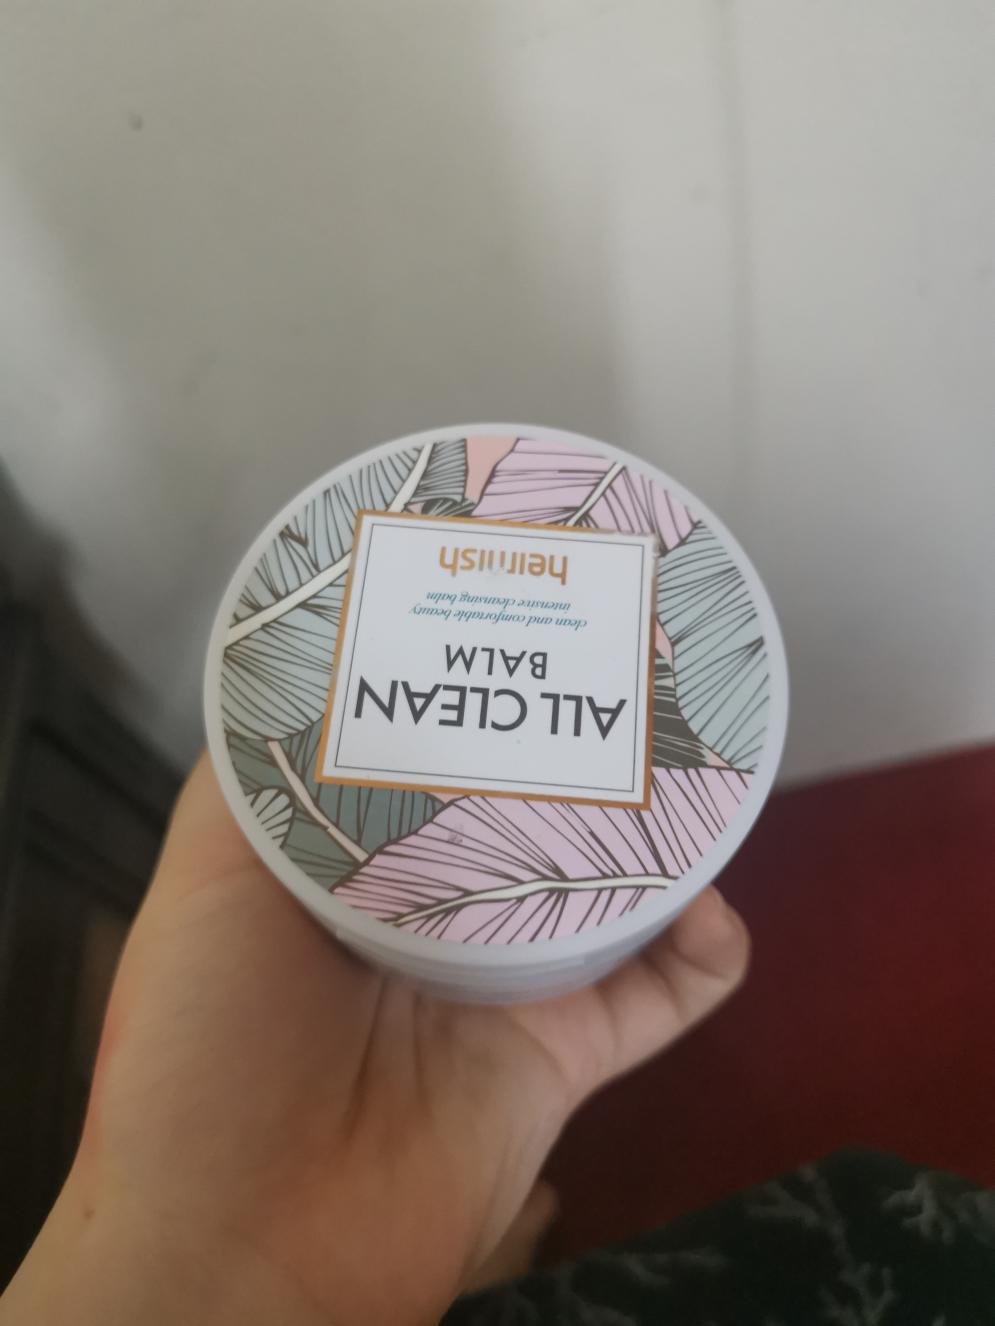 heimish
clean and comfortable beauty
intensive cleansing balm
ALL CLEAN
BALM